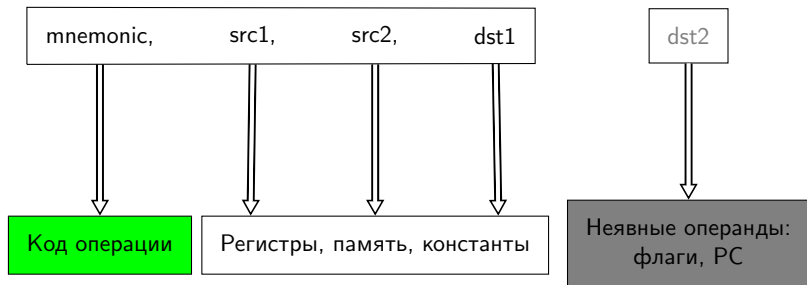 mnemonic, src1, src2, dst1 dst2
Код операции Регистры, память, константы
Неявные операнды:
флаги, PC